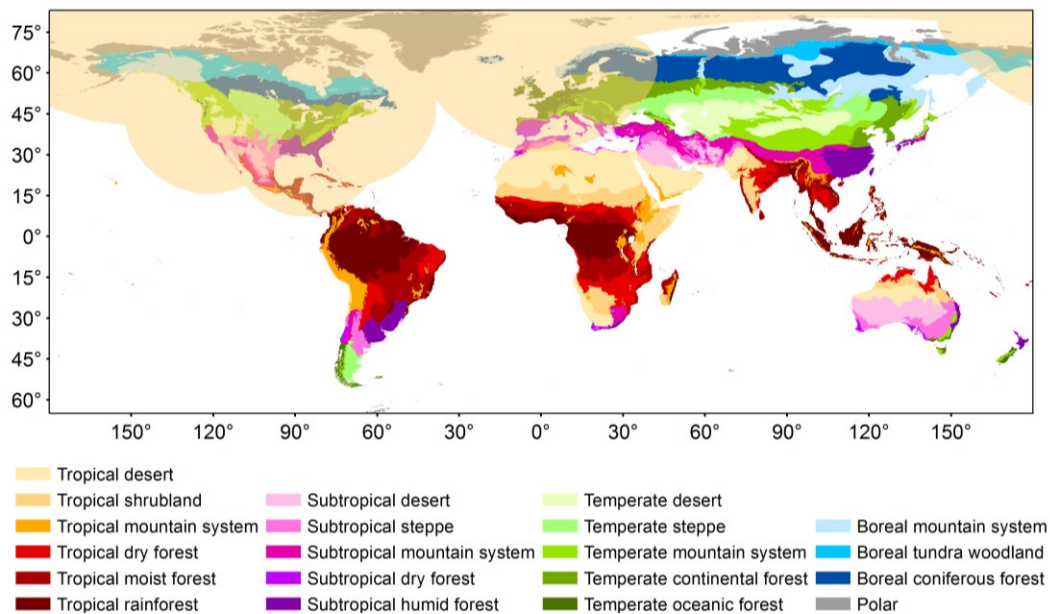 75°
60°
45°
30°
15°
0°
15°
30°
45°
60°
150° 120° 90° 60° 30° 0° 30° 60° 90° 120° 150°
Tropical desert
Tropical shrubland Subtropical desert Temperate desert
Tropical mountain system Subtropical steppe Temperate steppe Boreal mountain system
Tropical dry forest Subtropical mountain system Temperate mountain system Boreal tundra woodland
Tropical moist forest Subtropical dry forest Temperate continental forest Boreal coniferous forest
Tropical rainforest Subtropical humid forest Temperate oceanic forest Polar